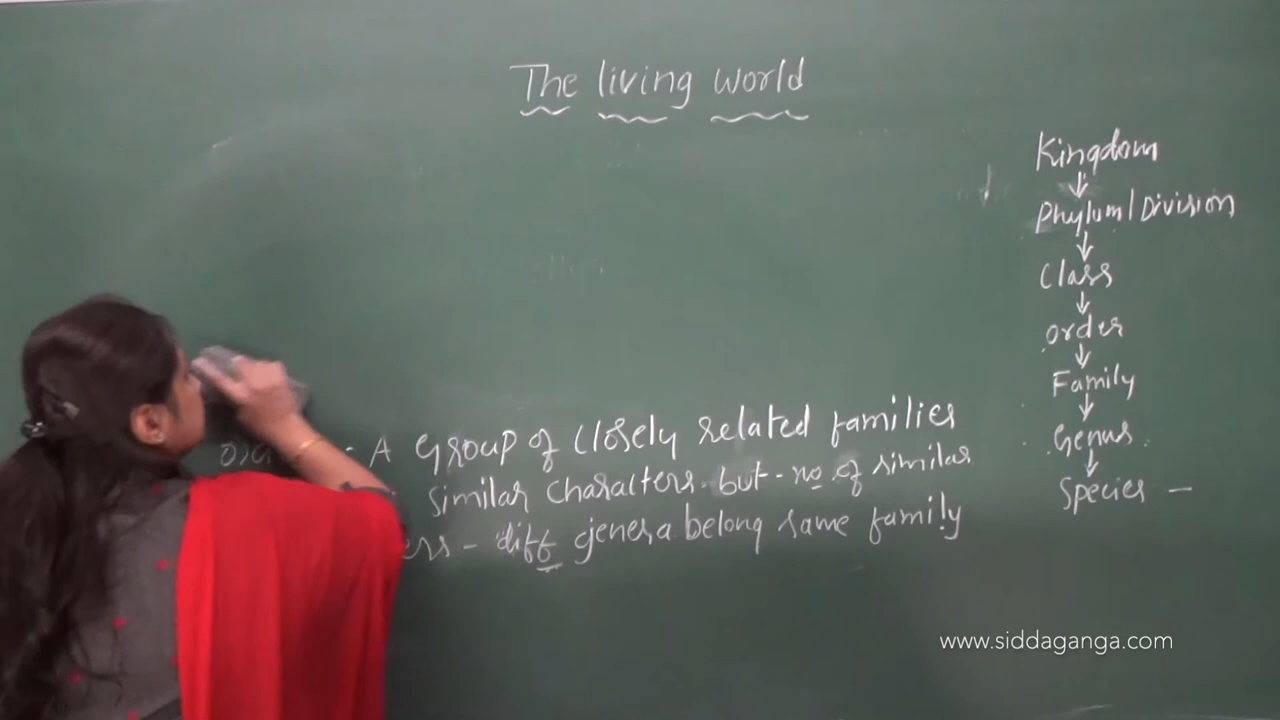 The living world
Kingdom
↓
Phylum/Division
↓
Class
↓
order
↓
Family
↓
Genus
↓
Species -
- A Group of closely related families
similar characters. but - no of similar
- diff genera belong same family
www.siddaganga.com